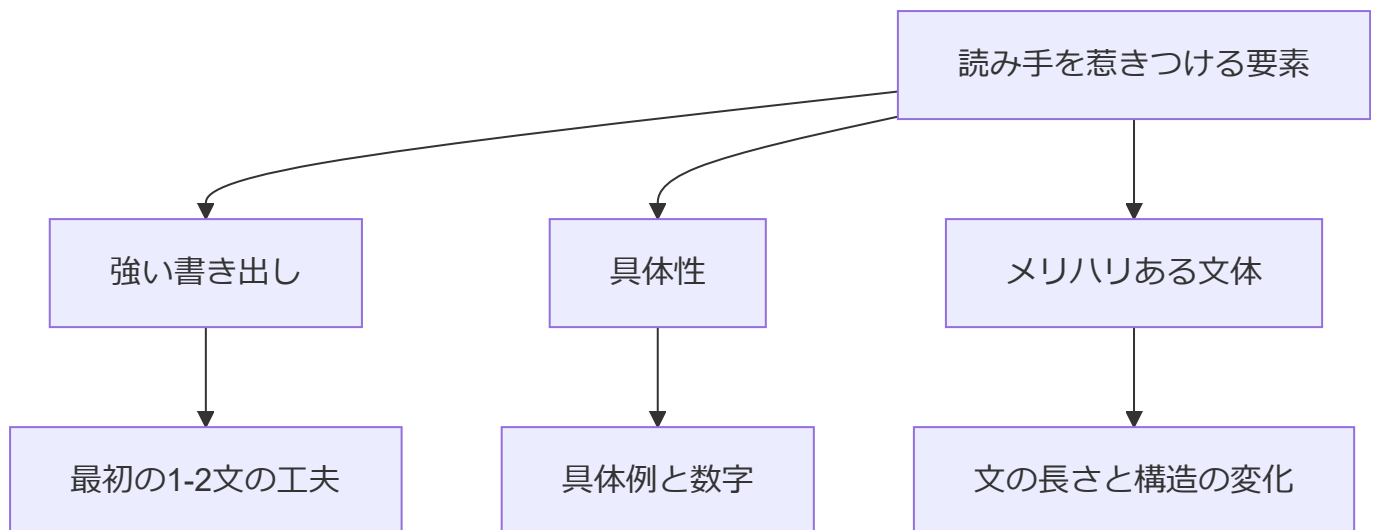 読み手を惹きつける要素
強い書き出し
具体性
メリハリある文体
最初の1-2文の工夫
具体例と数字
文の長さと構造の変化